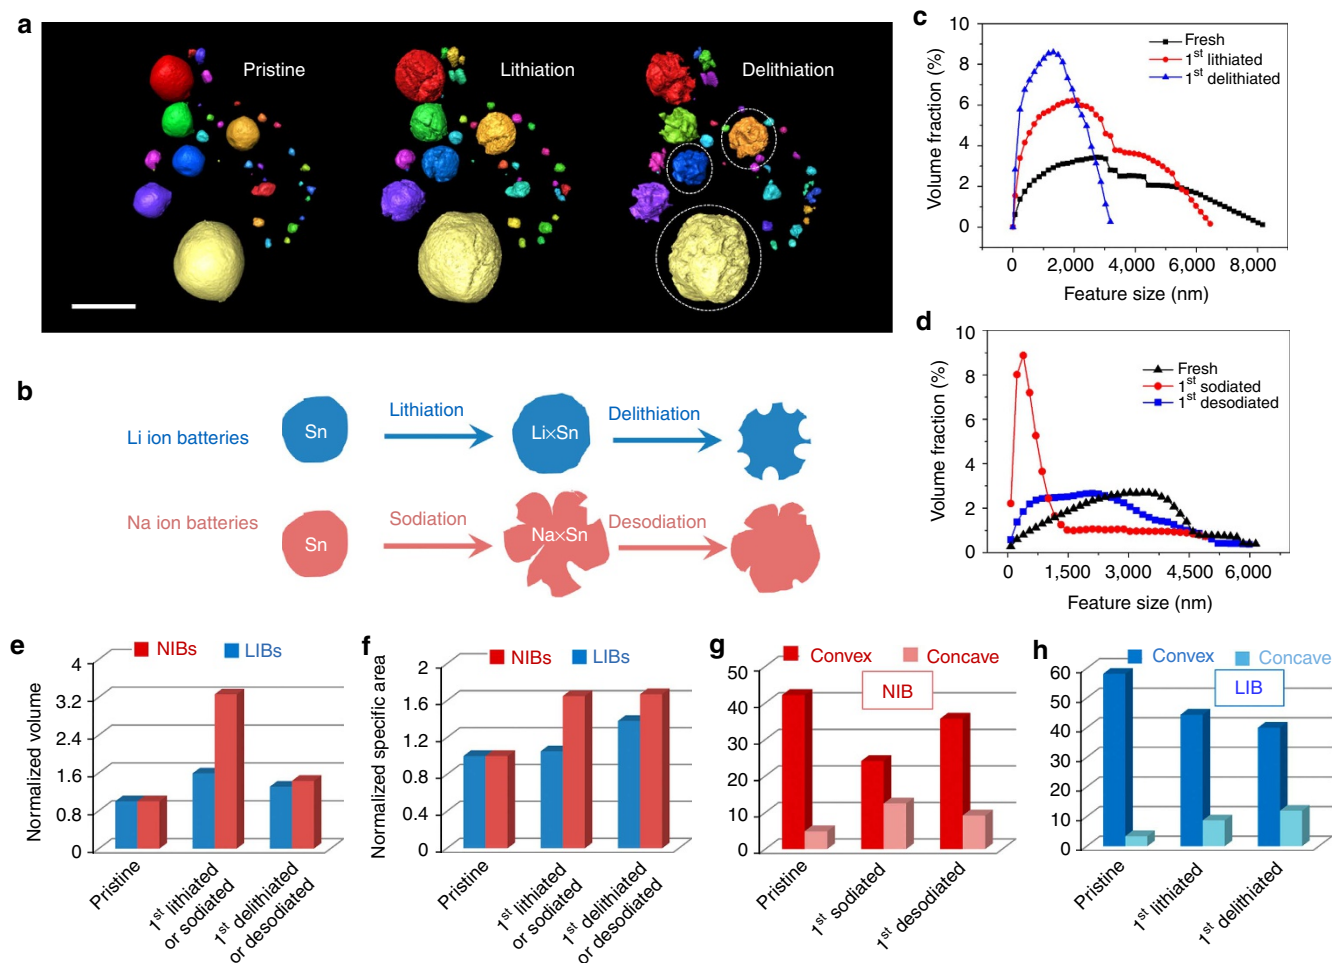 a
Pristine
Lithiation
Delithiation
b
Li ion batteries
Sn
Lithiation
Li×Sn
Delithiation
Na ion batteries
Sn
Sodiation
Na×Sn
Desodiation
c
10
8
6
4
2
0
Volume fraction (%)
Fresh
1st lithiated
1st delithiated
0
2,000
4,000
6,000
8,000
Feature size (nm)
d
10
8
6
4
2
0
Volume fraction (%)
Fresh
1st sodiated
1st desodiated
0
1,500
3,000
4,500
6,000
Feature size (nm)
e
NIBs
LIBs
4
3.2
2.4
1.6
0.8
0
Normalized volume
Pristine
1st lithiated
or sodiated
1st delithiated
or desodiated
f
NIBs
LIBs
2
1.6
1.2
0.8
0.4
0
Normalized specific area
Pristine
1st lithiated
or sodiated
1st delithiated
or desodiated
g
Convex
Concave
NIB
50
40
30
20
10
0
Pristine
1st sodiated
1st desodiated
h
Convex
Concave
LIB
60
50
40
30
20
10
0
Pristine
1st lithiated
1st delithiated